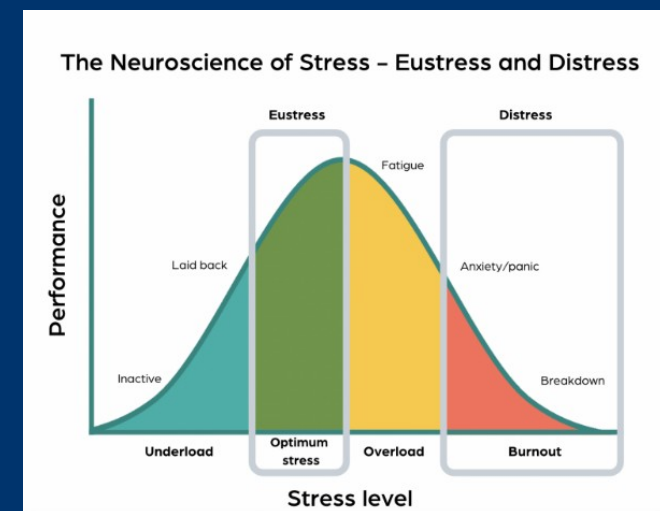 The Neuroscience of Stress – Eustress and Distress
Eustress
Distress
Fatigue
Laid back
Anxiety/panic
Inactive
Breakdown
Performance
Underload
Optimum
stress
Overload
Burnout
Stress level